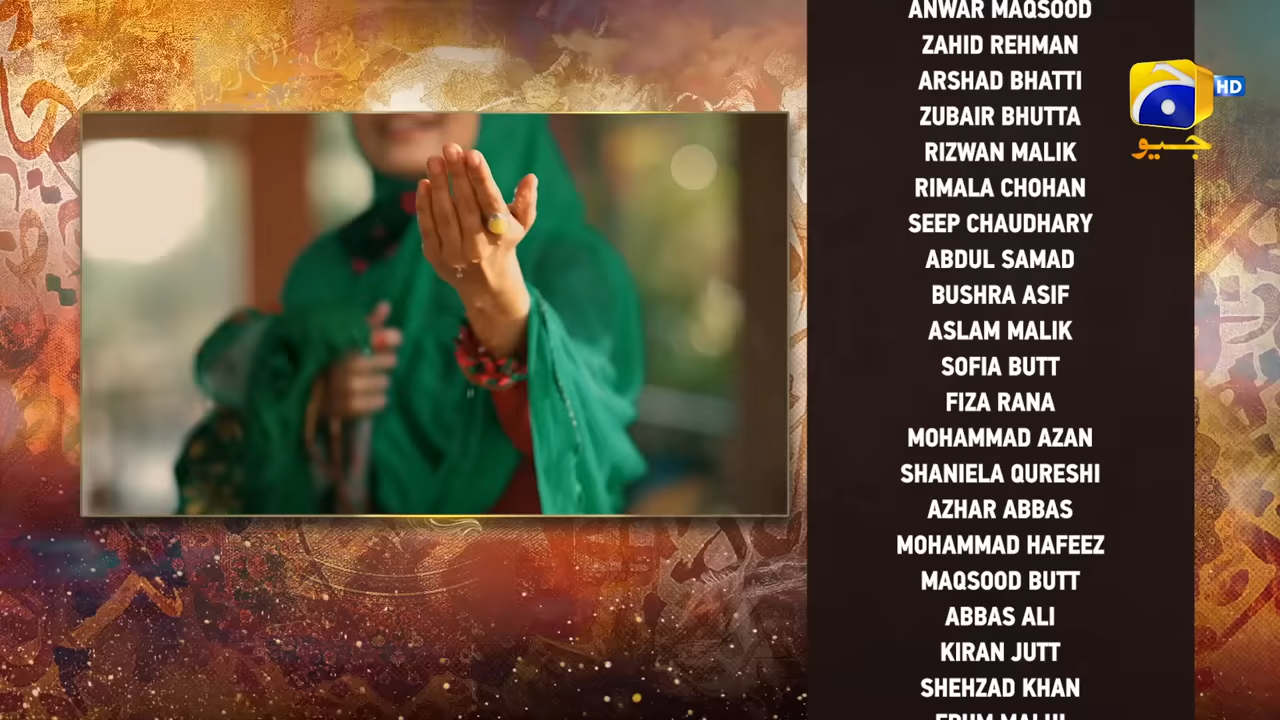 ANWAR MAQSOOD
ZAHID REHMAN
ARSHAD BHATTI
ZUBAIR BHUTTA
RIZWAN MALIK
RIMALA CHOHAN
SEEP CHAUDHARY
ABDUL SAMAD
BUSHRA ASIF
ASLAM MALIK
SOFIA BUTT
FIZA RANA
MOHAMMAD AZAN
SHANIELA QURESHI
AZHAR ABBAS
MOHAMMAD HAFEEZ
MAQSOOD BUTT
ABBAS ALI
KIRAN JUTT
SHEHZAD KHAN
HD
جیو